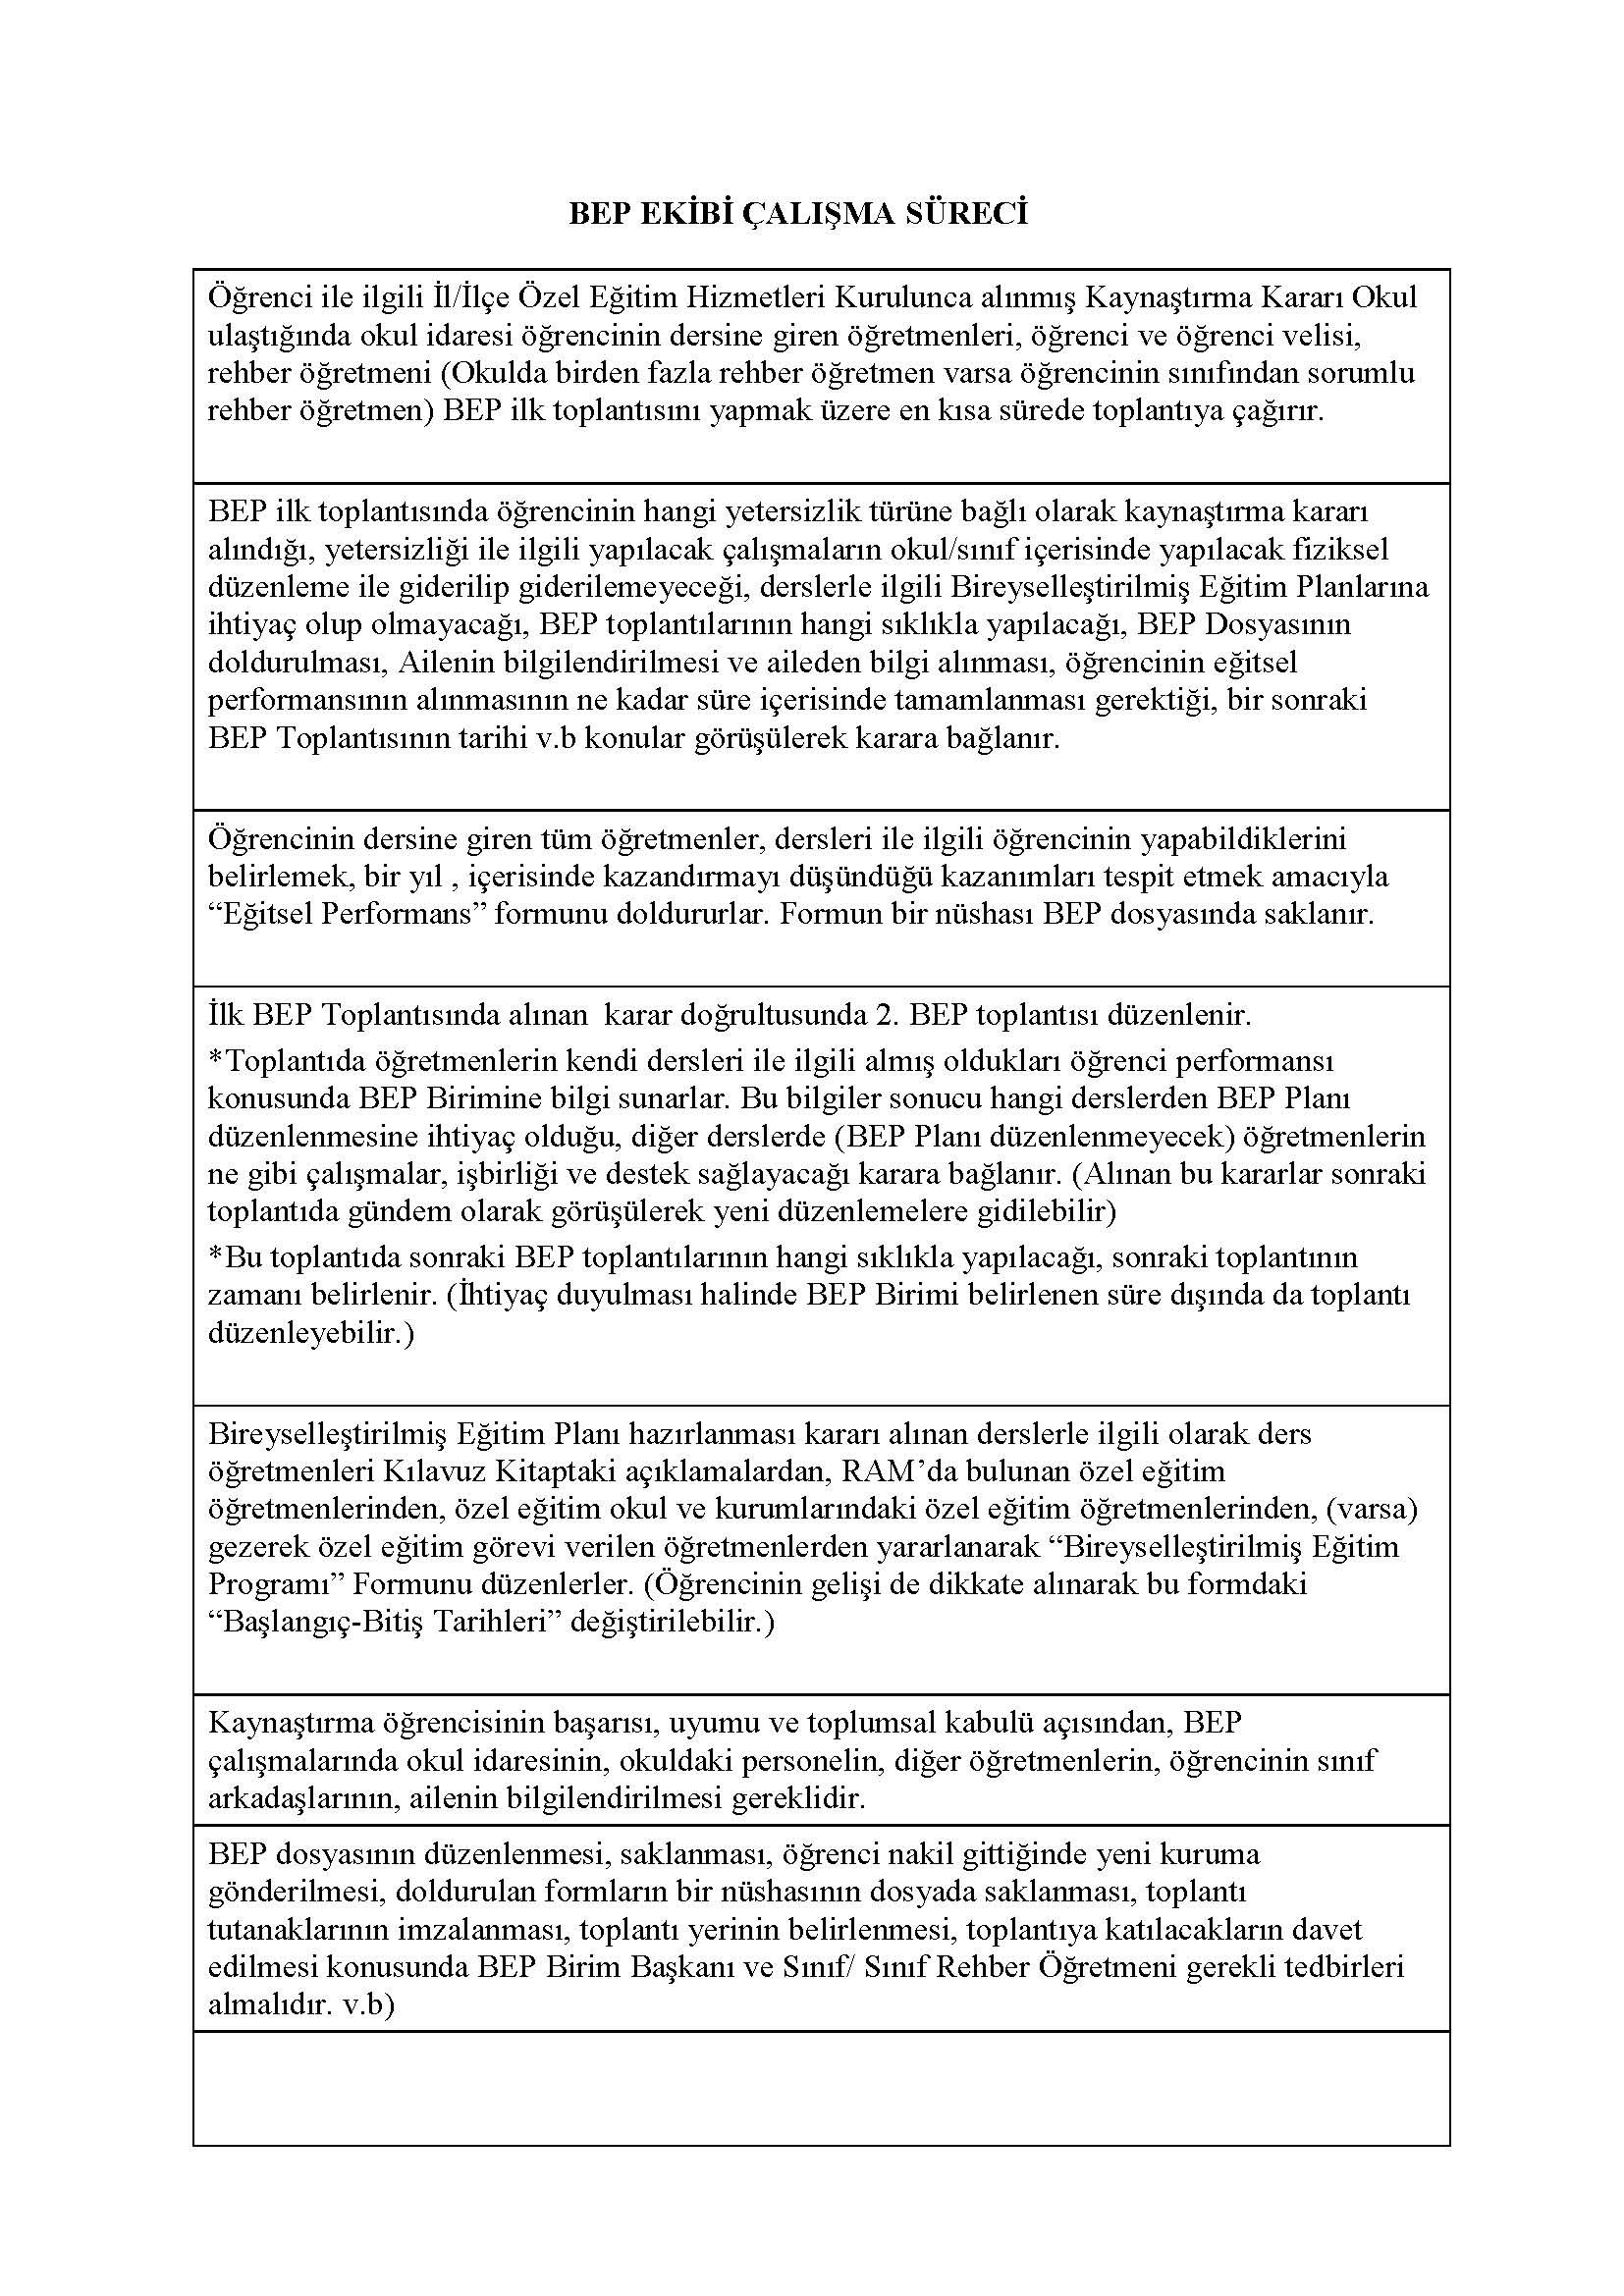 BEP EKİBİ ÇALIŞMA SÜRECİ
Öğrenci ile ilgili İl/İlçe Özel Eğitim Hizmetleri Kurulunca alınmış Kaynaştırma Kararı Okul
ulaştığında okul idaresi öğrencinin dersine giren öğretmenleri, öğrenci ve öğrenci velisi,
rehber öğretmeni (Okulda birden fazla rehber öğretmen varsa öğrencinin sınıfından sorumlu
rehber öğretmen) BEP ilk toplantısını yapmak üzere en kısa sürede toplantıya çağırır.
BEP ilk toplantısında öğrencinin hangi yetersizlik türüne bağlı olarak kaynaştırma kararı
alındığı, yetersizliği ile ilgili yapılacak çalışmaların okul/sınıf içerisinde yapılacak fiziksel
düzenleme ile giderilip giderilemeyeceği, derslerle ilgili Bireyselleştirilmiş Eğitim Planlarına
ihtiyaç olup olmayacağı, BEP toplantılarının hangi sıklıkla yapılacağı, BEP Dosyasının
doldurulması, Ailenin bilgilendirilmesi ve aileden bilgi alınması, öğrencinin eğitsel
performansının alınmasının ne kadar süre içerisinde tamamlanması gerektiği, bir sonraki
BEP Toplantısının tarihi v.b konular görüşülerek karara bağlanır.
Öğrencinin dersine giren tüm öğretmenler, dersleri ile ilgili öğrencinin yapabildiklerini
belirlemek, bir yıl , içerisinde kazandırmayı düşündüğü kazanımları tespit etmek amacıyla
“Eğitsel Performans” formunu doldururlar. Formun bir nüshası BEP dosyasında saklanır.
İlk BEP Toplantısında alınan  karar doğrultusunda 2. BEP toplantısı düzenlenir.
*Toplantıda öğretmenlerin kendi dersleri ile ilgili almış oldukları öğrenci performansı
konusunda BEP Birimine bilgi sunarlar. Bu bilgiler sonucu hangi derslerden BEP Planı
düzenlenmesine ihtiyaç olduğu, diğer derslerde (BEP Planı düzenlenmeyecek) öğretmenlerin
ne gibi çalışmalar, işbirliği ve destek sağlayacağı karara bağlanır. (Alınan bu kararlar sonraki
toplantıda gündem olarak görüşülerek yeni düzenlemelere gidilebilir)
*Bu toplantıda sonraki BEP toplantılarının hangi sıklıkla yapılacağı, sonraki toplantının
zamanı belirlenir. (İhtiyaç duyulması halinde BEP Birimi belirlenen süre dışında da toplantı
düzenleyebilir.)
Bireyselleştirilmiş Eğitim Planı hazırlanması kararı alınan derslerle ilgili olarak ders
öğretmenleri Kılavuz Kitaptaki açıklamalardan, RAM’da bulunan özel eğitim
öğretmenlerinden, özel eğitim okul ve kurumlarındaki özel eğitim öğretmenlerinden, (varsa)
gezerek özel eğitim görevi verilen öğretmenlerden yararlanarak “Bireyselleştirilmiş Eğitim
Programı” Formunu düzenlerler. (Öğrencinin gelişi de dikkate alınarak bu formdaki
“Başlangıç-Bitiş Tarihleri” değiştirilebilir.)
Kaynaştırma öğrencisinin başarısı, uyumu ve toplumsal kabulü açısından, BEP
çalışmalarında okul idaresinin, okuldaki personelin, diğer öğretmenlerin, öğrencinin sınıf
arkadaşlarının, ailenin bilgilendirilmesi gereklidir.
BEP dosyasının düzenlenmesi, saklanması, öğrenci nakil gittiğinde yeni kuruma
gönderilmesi, doldurulan formların bir nüshasının dosyada saklanması, toplantı
tutanaklarının imzalanması, toplantı yerinin belirlenmesi, toplantıya katılacakların davet
edilmesi konusunda BEP Birim Başkanı ve Sınıf/ Sınıf Rehber Öğretmeni gerekli tedbirleri
almalıdır. v.b)